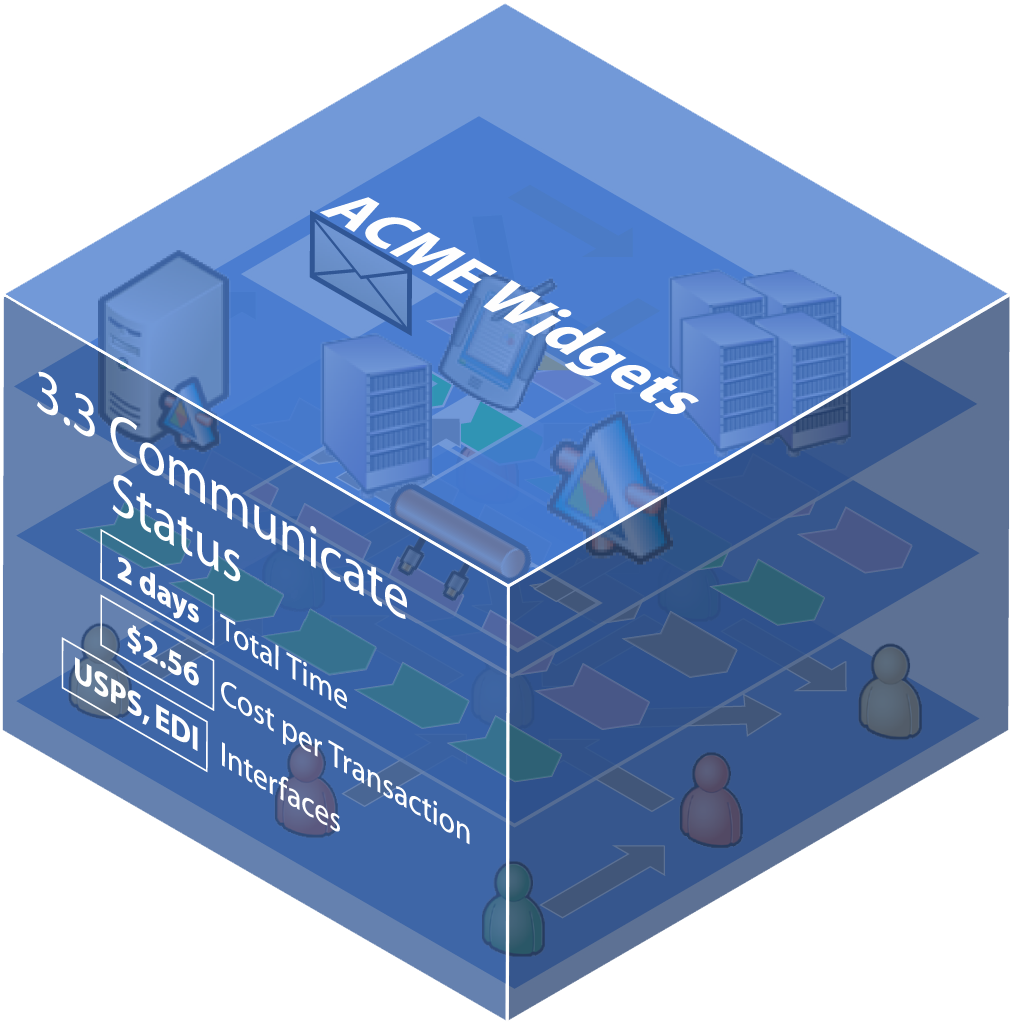 ACME Widgets
3.3 Communicate
Status
2 days Total Time
$2.56 Cost per Transaction
USPS, EDI Interfaces